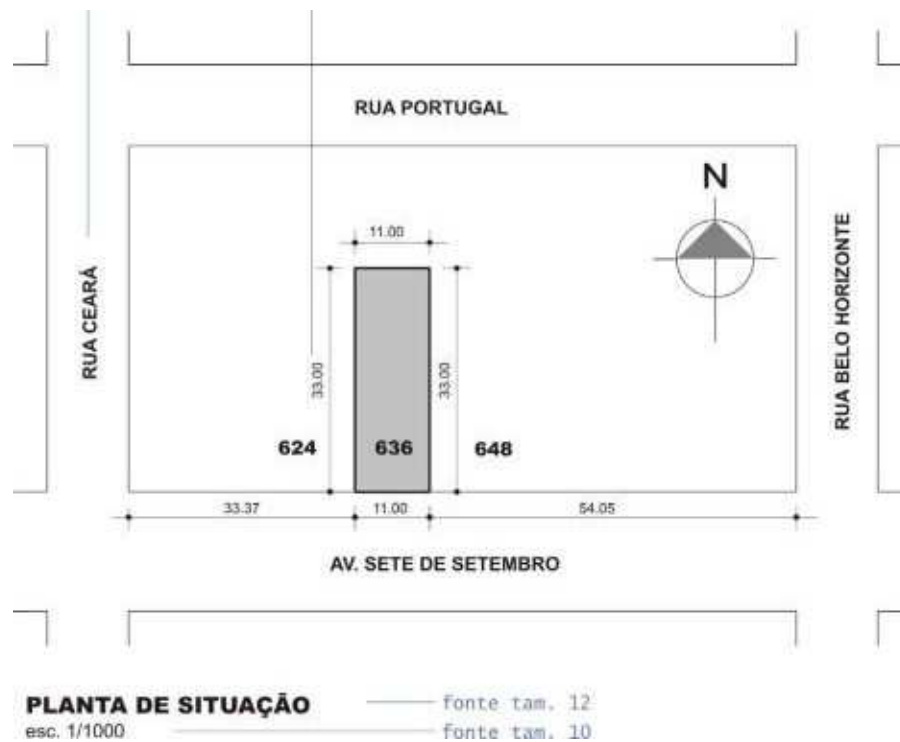 RUA PORTUGAL
N
11.00
RUA CEARÁ
RUA BELO HORIZONTE
33.00
33.00
624
636
648
33.37
11.00
54.05
AV. SETE DE SETEMBRO
PLANTA DE SITUAÇÃO
fonte tam. 12
esc. 1/1000
fonte tam. 10